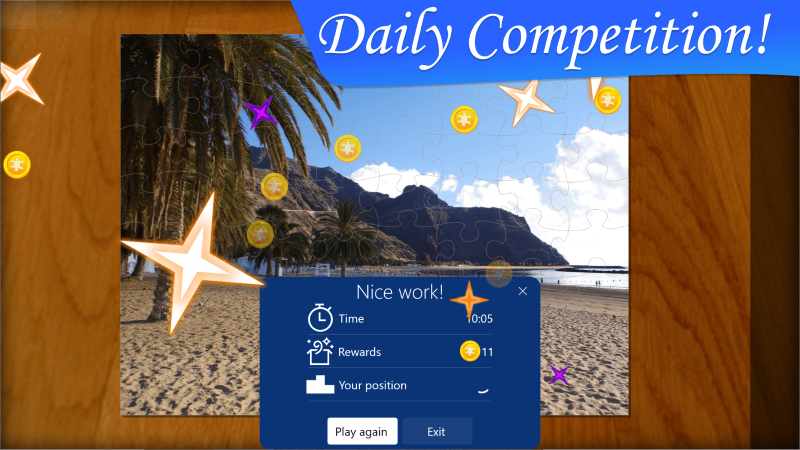 Daily Competition!
Nice work!
Time 10:05
Rewards 11
Your position
Play again Exit